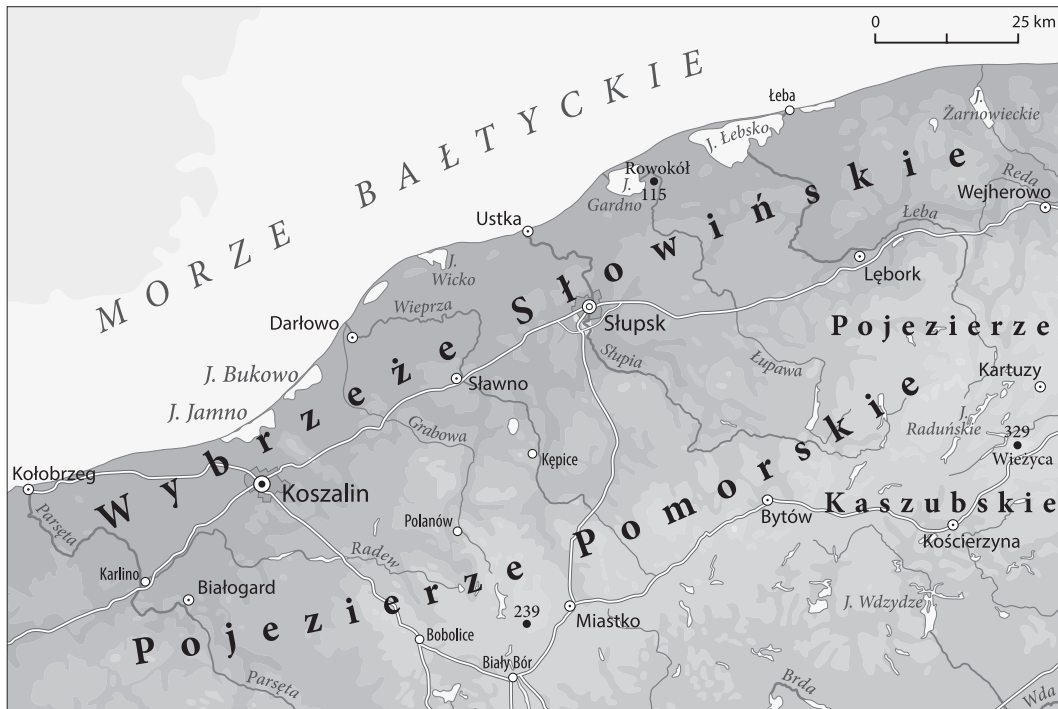 0 25 km
MORZE BAŁTYCKIE
Łeba
J. Żarnowieckie
J. Łebsko
Rowokół
115
J. Gardno
Reda
Wejherowo
Ustka
Łeba
J. Wicko
Lębork
Wybrzeże Słowińskie
Wieprza
Darłowo
Słupsk
Pojezierze
Słupia
Łupawa
Kartuzy
J. Bukowo
Sławno
J. Jamno
Grabowa
J. Raduńskie
329
Wieżyca
Kołobrzeg
Kępice
Koszalin
Bytów
Kaszubskie
Parsęta
Polanów
Kościerzyna
Radew
Karlino
Białogard
Pojezierze Pomorskie
239
Miastko
J. Wdzydze
Bobolice
Biały Bór
Parsęta
Brda
Wda